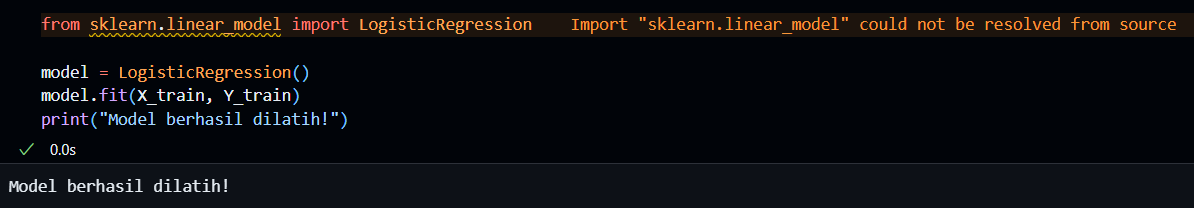 from sklearn.linear_model import LogisticRegression    Import "sklearn.linear_model" could not be resolved from source
model = LogisticRegression()
model.fit(X_train, Y_train)
print("Model berhasil dilatih!")
0.0s
Model berhasil dilatih!